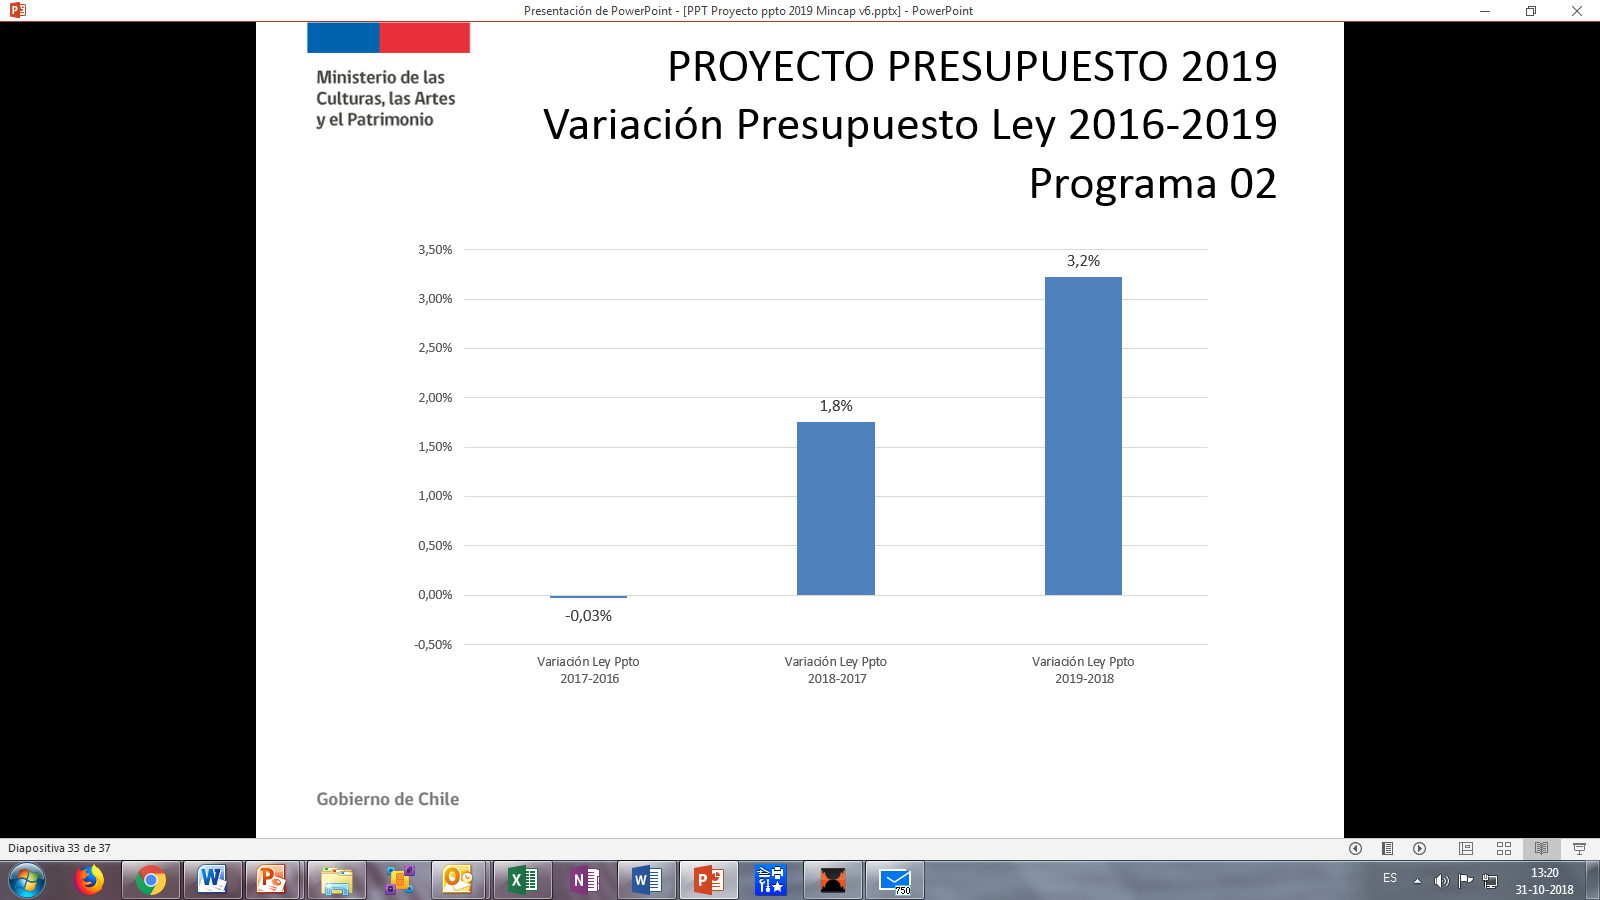 Presentación de PowerPoint - [PPT Proyecto ppto 2019 Mincap v6.pptx] - PowerPoint
Ministerio de las
Culturas, las Artes
y el Patrimonio
PROYECTO PRESUPUESTO 2019
Variación Presupuesto Ley 2016-2019
Programa 02
3,50%
3,00%
2,50%
2,00%
1,50%
1,00%
0,50%
0,00%
-0,50%
-0,03%
1,8%
3,2%
Variación Ley Ppto
2017-2016
Variación Ley Ppto
2018-2017
Variación Ley Ppto
2019-2018
Gobierno de Chile
Diapositiva 33 de 37
750
ES
13:20
31-10-2018